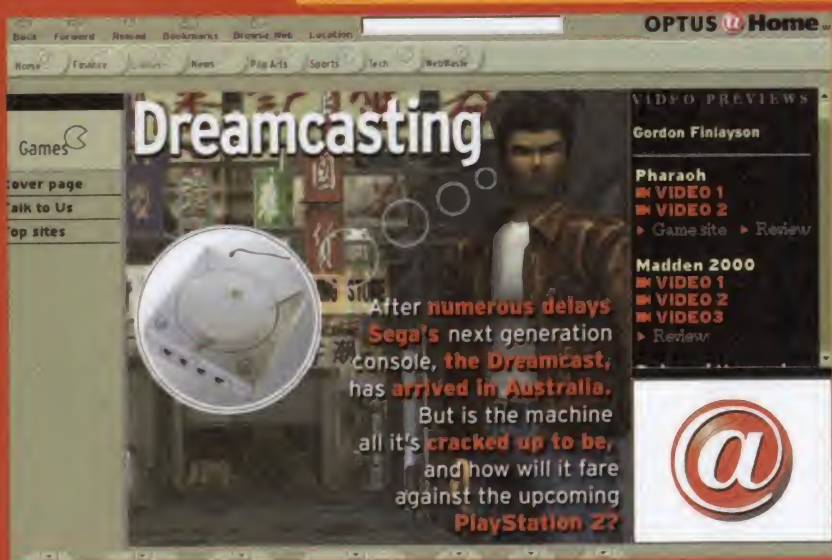 Back Forward Reload Bookmarks Browse Web Location
OPTUS @ Home
Home Finance News Pop Arts Sports Tech WebWaste
Games
over page
alk to Us
op sites
Dreamcasting
After numerous delays
Sega's next generation
console, the Dreamcast,
has arrived in Australia.
But is the machine
all it's cracked up to be,
and how will it fare
against the upcoming
PlayStation 2?
VIDEO PREVIEWS
Gordon Finlayson
Pharaoh
VIDEO 1
VIDEO 2
Game site Review
Madden 2000
VIDEO 1
VIDEO 2
VIDEO3
Review
@